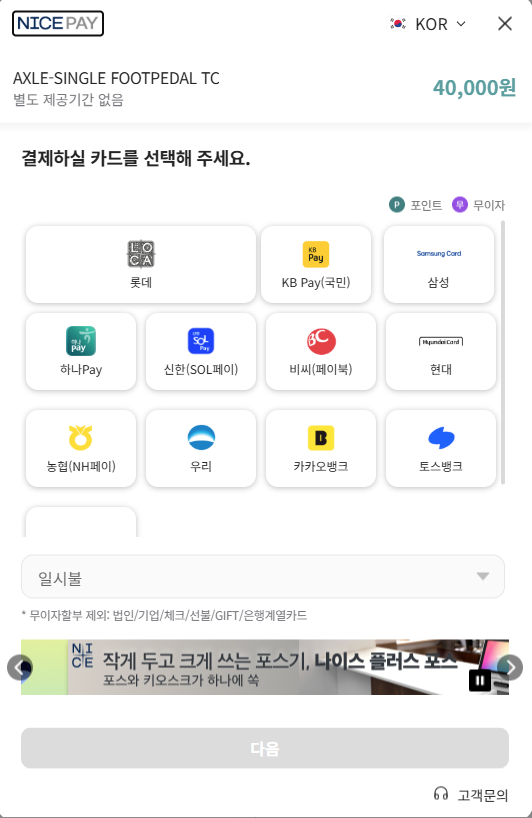 NICEPAY
KOR
AXLE-SINGLE FOOTPEDAL TC
별도 제공기간 없음
40,000원
결제하실 카드를 선택해 주세요.
P 포인트 무 무이자
LOCA
롯데
KB Pay
KB Pay(국민)
Samsung Card
삼성
하나 Pay
하나Pay
SOL Pay
신한(SOL페이)
BC
비씨(페이북)
Hyundai Card
현대
농협(NH페이)
우리
B
카카오뱅크
토스뱅크
일시불
* 무이자할부 제외: 법인/기업/체크/선불/GIFT/은행계열카드
NICE
작게 두고 크게 쓰는 포스기, 나이스 플러스 포스
포스와 키오스크가 하나에 쏙
다음
고객문의